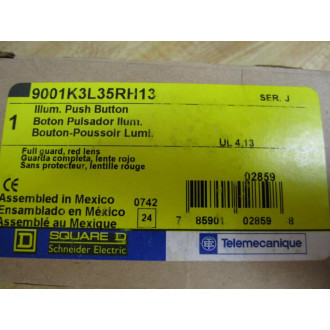 9001K3L35RH13
SER. J
1
Illum. Push Button
Boton Pulsador Ilum.
Bouton-Poussoir Lumi.
UL 4,13
Full guard, red lens
Guarda completa, lente rojo
Sans protecteur, lentille rouge
CE
02859
Assembled in Mexico
Ensamblado en México
Assemblé au Mexique
0742
24
7 85901 02859 8
D SQUARE D
Schneider Electric
Telemecanique